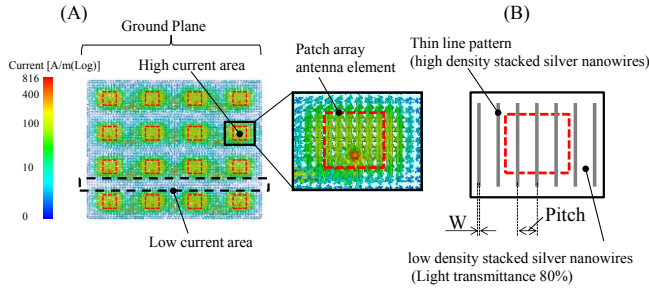 (A)
Ground Plane
High current area
Current [A/m(Log)]
816
400
100
10
0
Low current area
Patch array
antenna element
(B)
Thin line pattern
(high density stacked silver nanowires)
W
Pitch
low density stacked silver nanowires
(Light transmittance 80%)